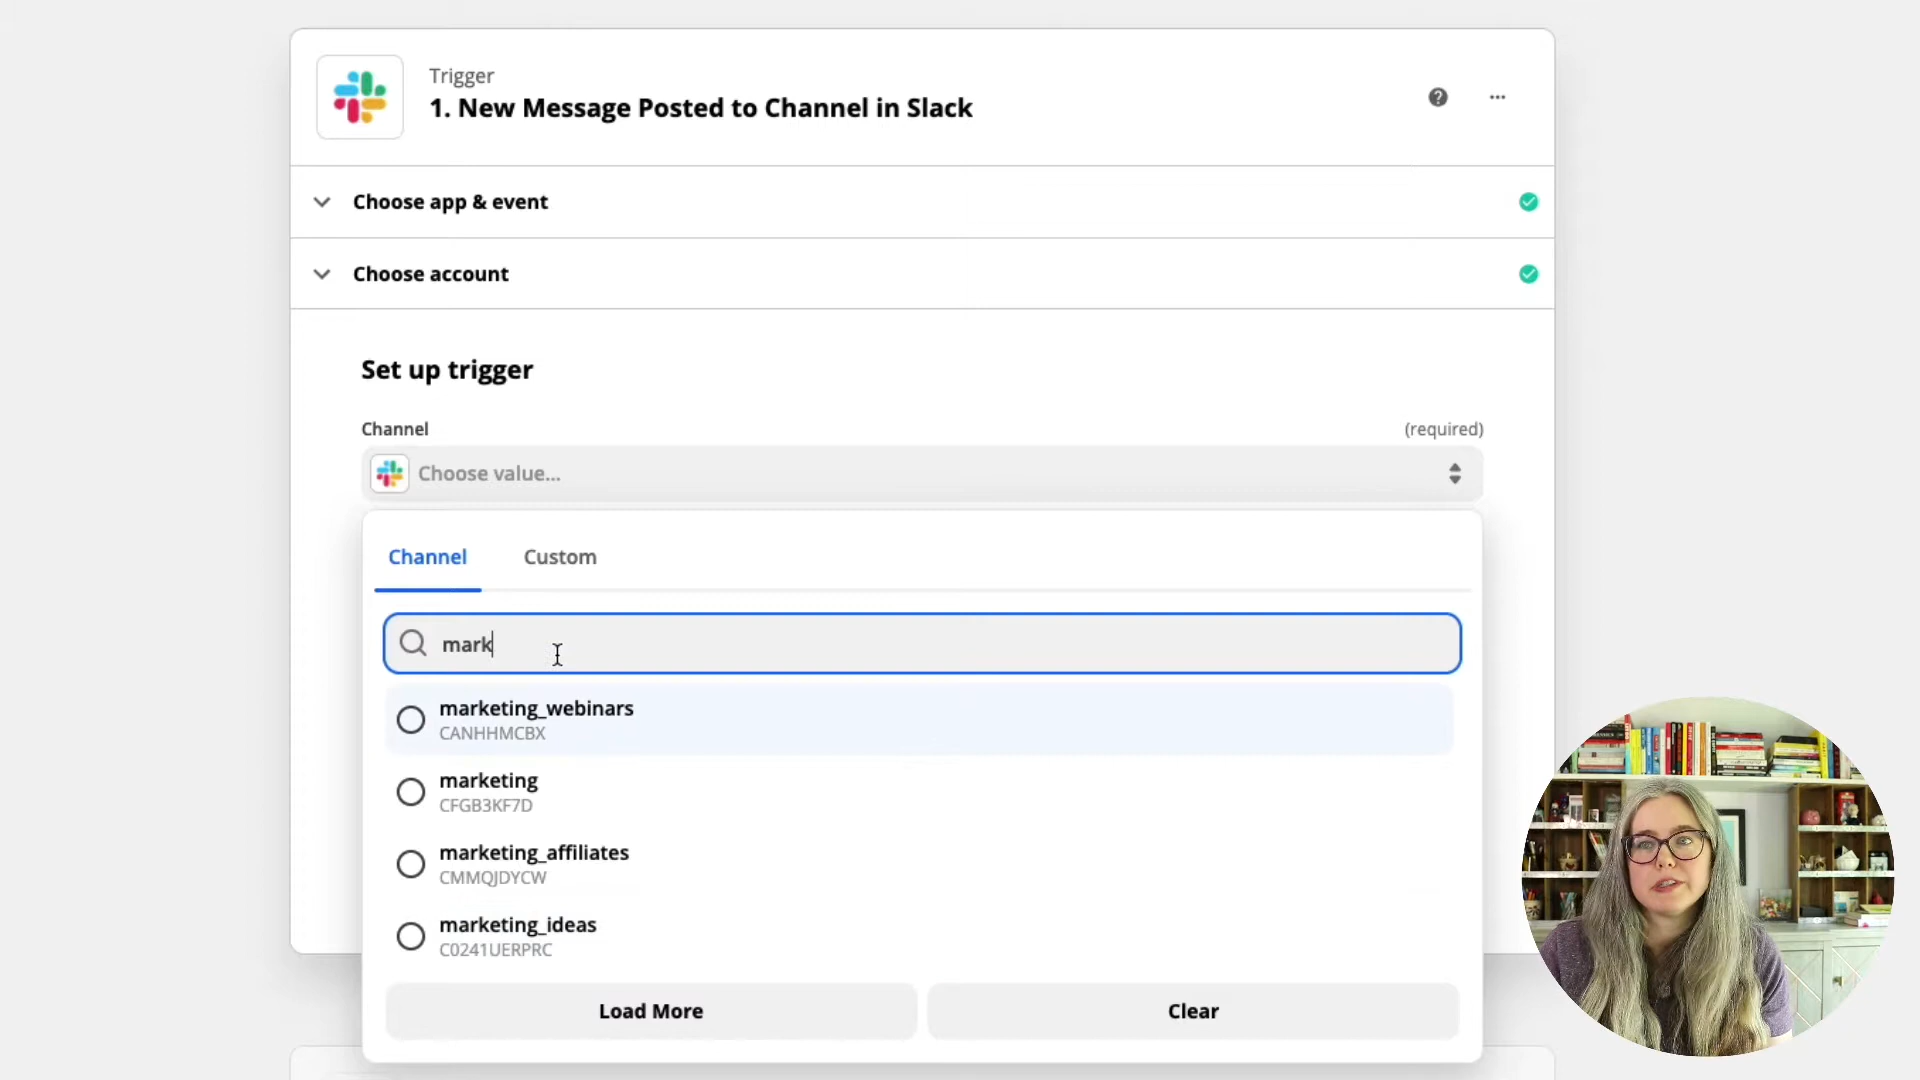 Trigger
1. New Message Posted to Channel in Slack
Choose app & event
Choose account
Set up trigger
Channel
(required)
Choose value...
Channel
Custom
mark
marketing_webinars
CANHHMCBX
marketing
CFGB3KF7D
marketing_affiliates
CMMQJDYCW
marketing_ideas
C0241UERPRC
Load More
Clear